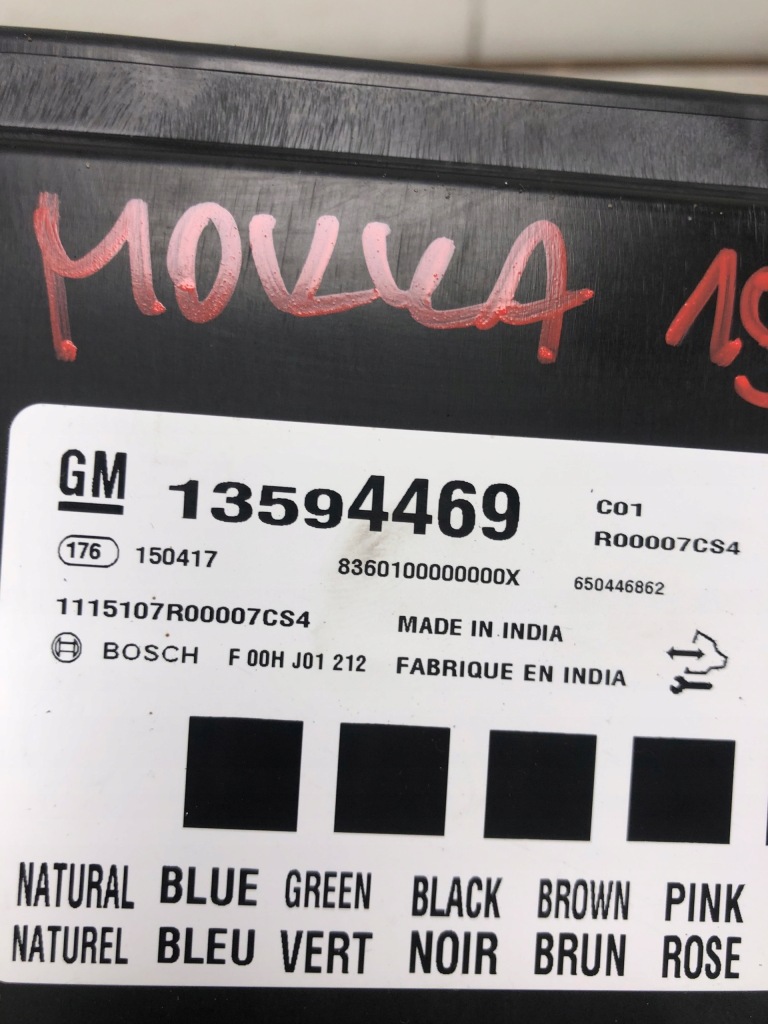 MOKKA 19
GM 13594469 C01
R00007CS4
176 150417 8360100000000X 650446862
1115107R00007CS4 MADE IN INDIA
BOSCH F 00H J01 212 FABRIQUE EN INDIA
NATURAL BLUE GREEN BLACK BROWN PINK
NATUREL BLEU VERT NOIR BRUN ROSE